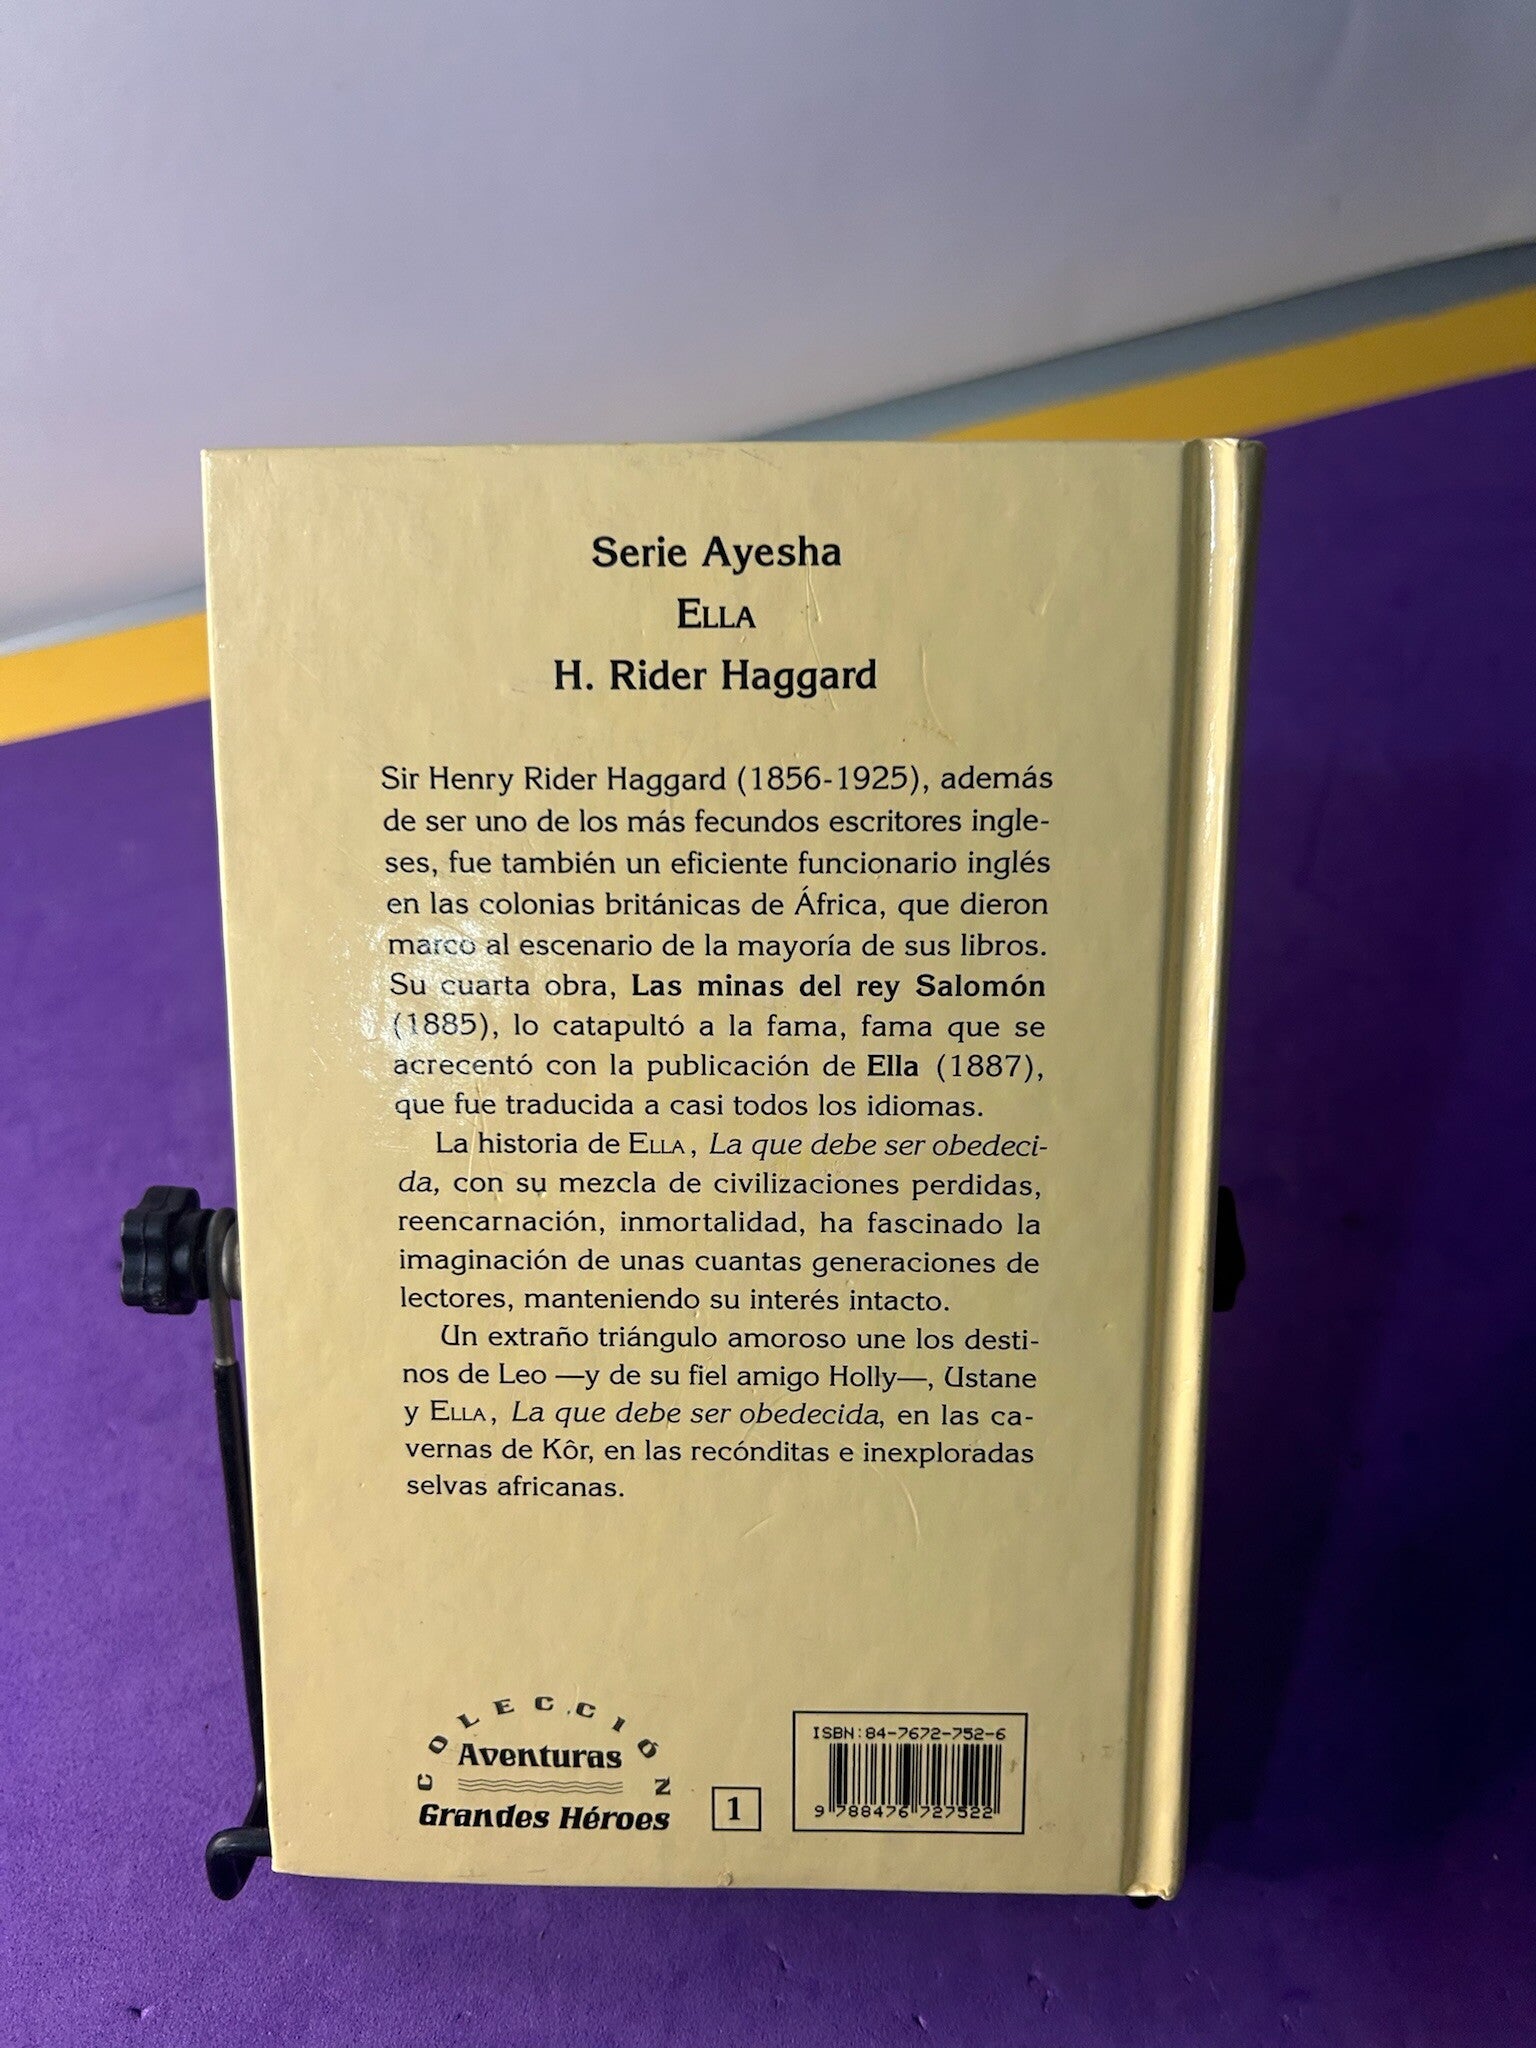 Serie Ayesha
ELLA
H. Rider Haggard
Sir Henry Rider Haggard (1856-1925), además
de ser uno de los más fecundos escritores ingle-
ses, fue también un eficiente funcionario inglés
en las colonias británicas de África, que dieron
marco al escenario de la mayoría de sus libros.
Su cuarta obra, Las minas del rey Salomón
(1885), lo catapultó a la fama, fama que se
acrecentó con la publicación de Ella (1887),
que fue traducida a casi todos los idiomas.
La historia de ELLA, La que debe ser obedeci-
da, con su mezcla de civilizaciones perdidas,
reencarnación, inmortalidad, ha fascinado la
imaginación de unas cuantas generaciones de
lectores, manteniendo su interés intacto.
Un extraño triángulo amoroso une los desti-
nos de Leo —y de su fiel amigo Holly—, Ustane
y ELLA, La que debe ser obedecida, en las ca-
vernas de Kôr, en las recónditas e inexploradas
selvas africanas.
COLECCIÓN
Aventuras
Grandes Héroes
1
ISBN:84-7672-752-6
9 788476 727522